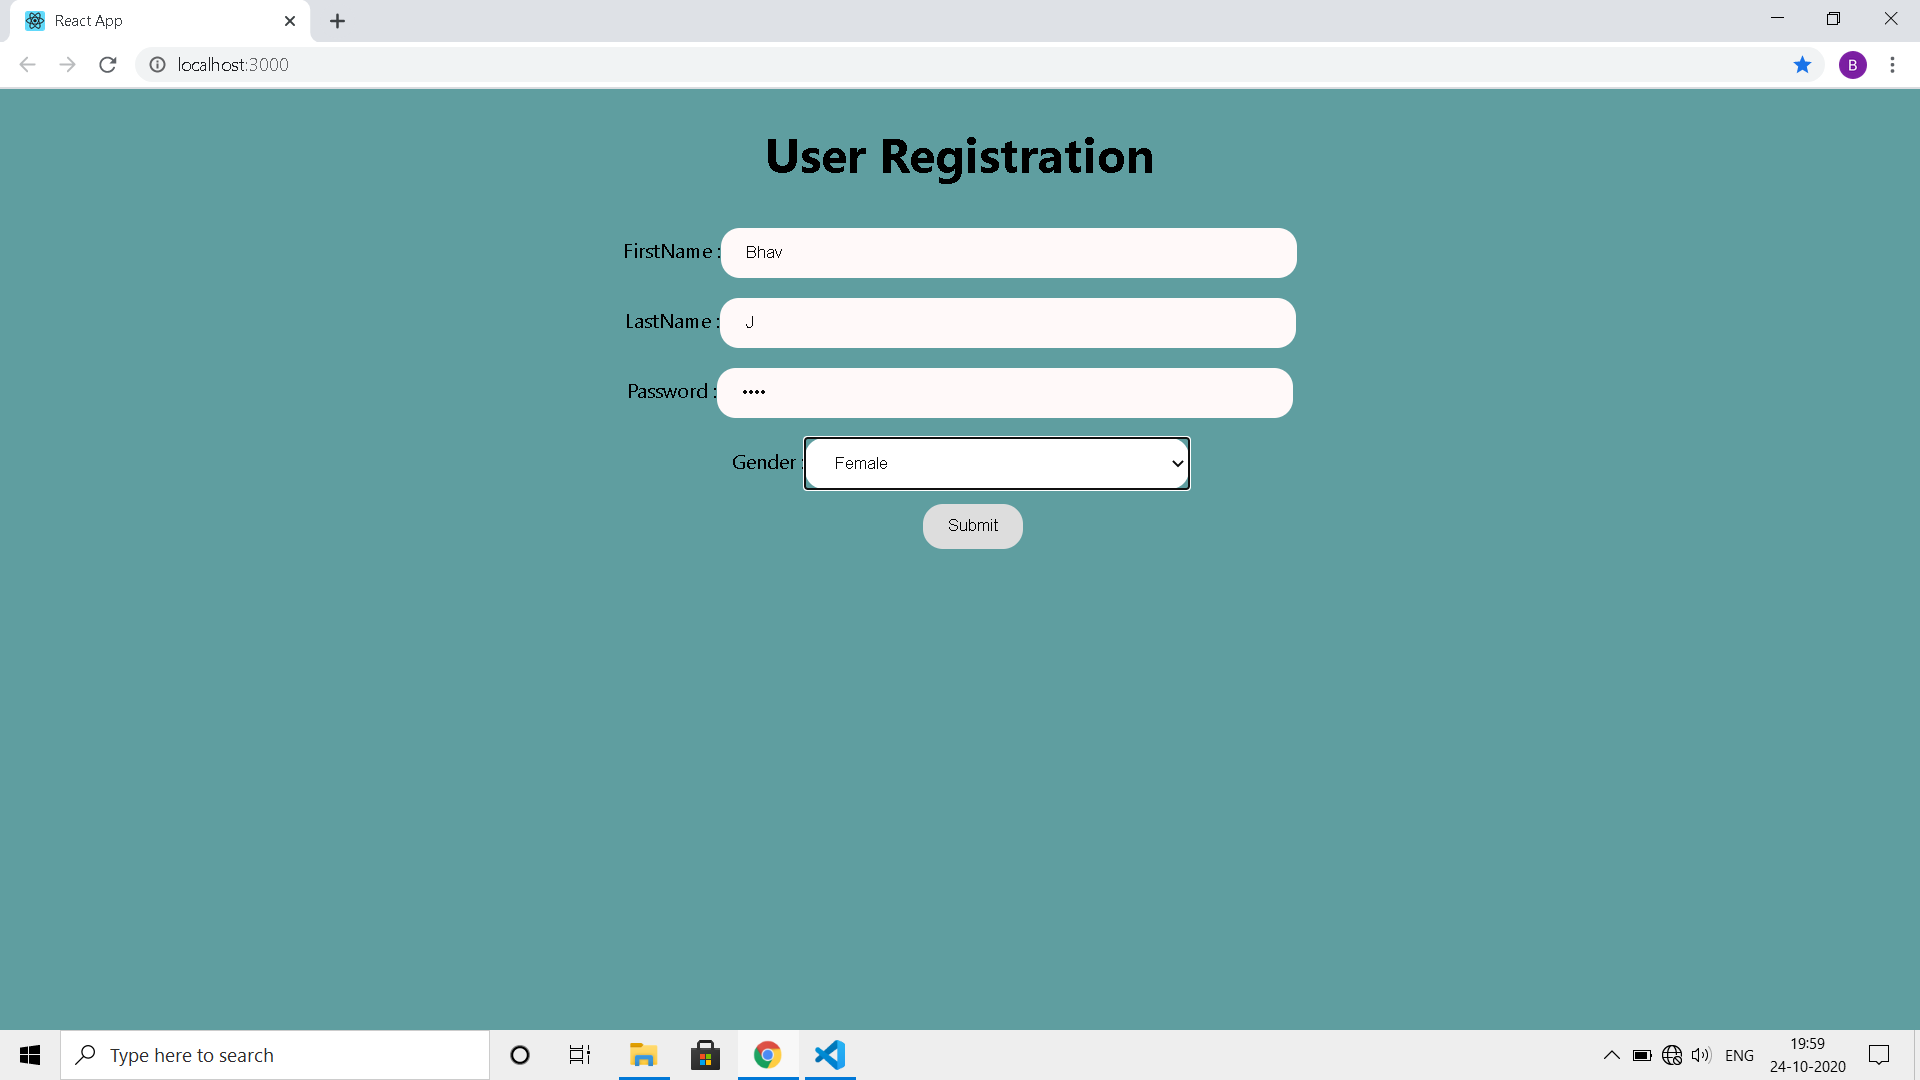 React App
localhost:3000
B
User Registration
FirstName : Bhav
LastName : J
Password : ••••
Gender : Female
Submit
Type here to search
ENG
19:59
24-10-2020